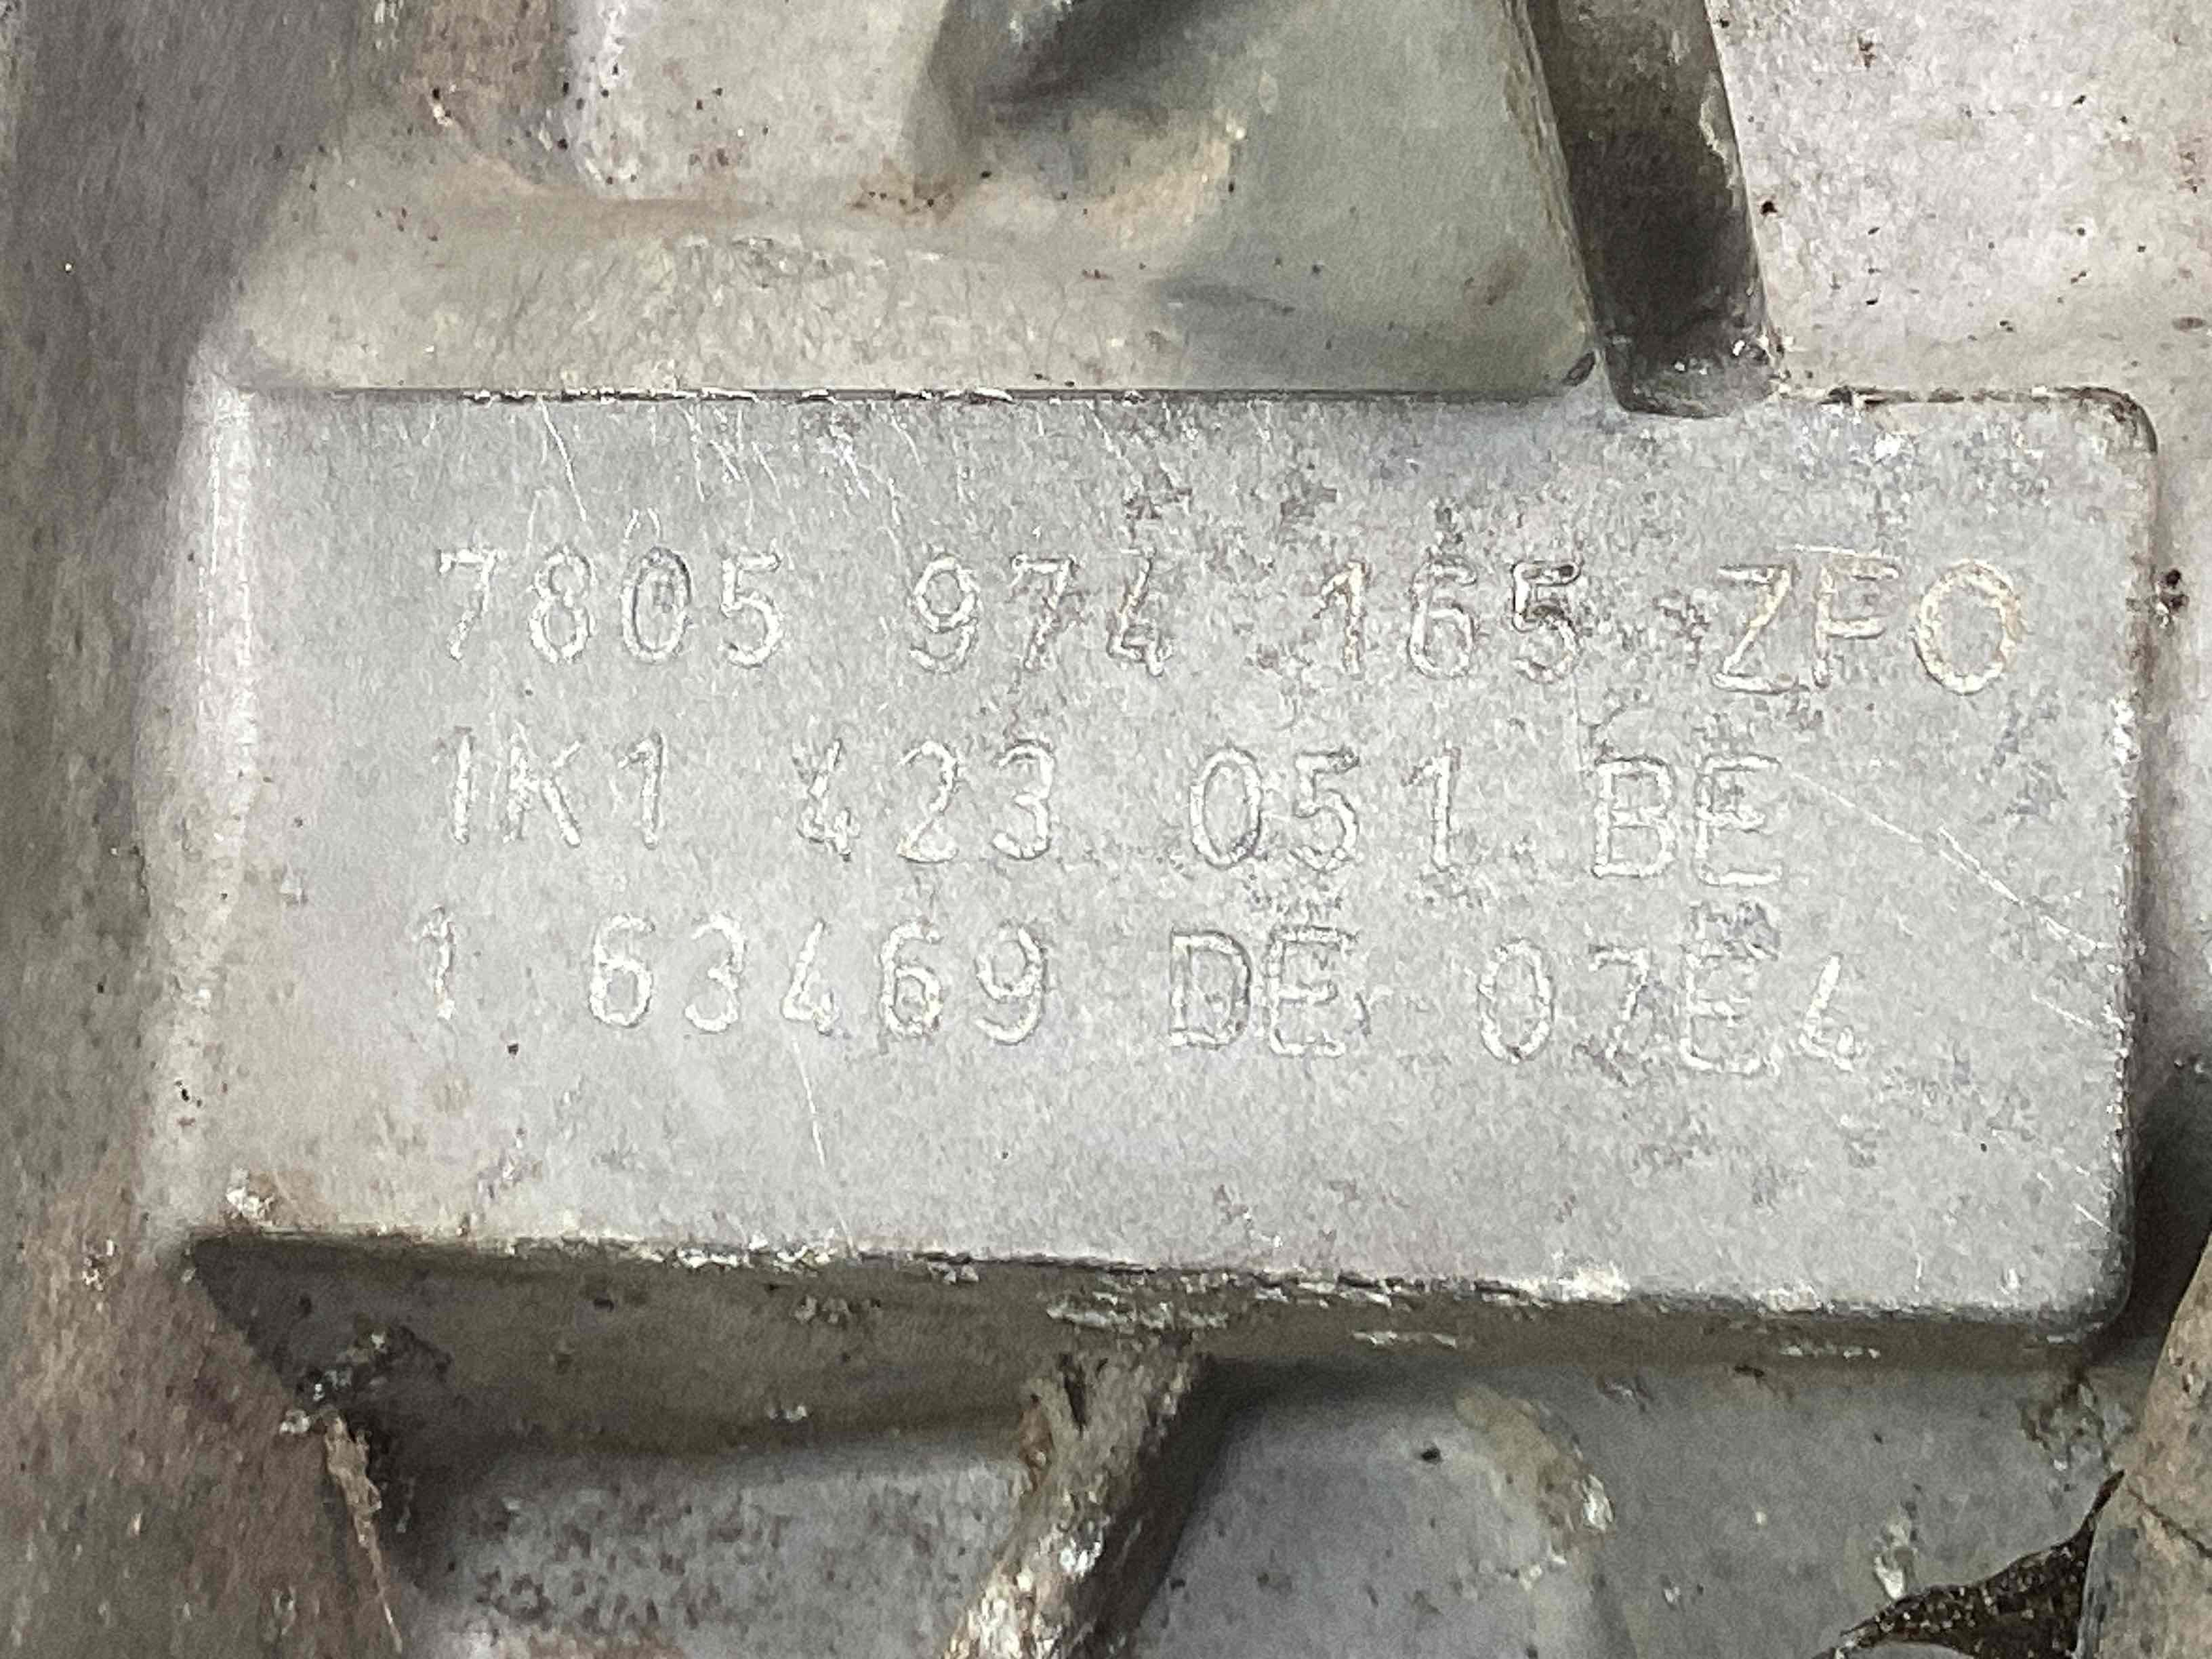 7805 974 165 ZFO
1K1 423 051 BE
1 63469 DE 07E4